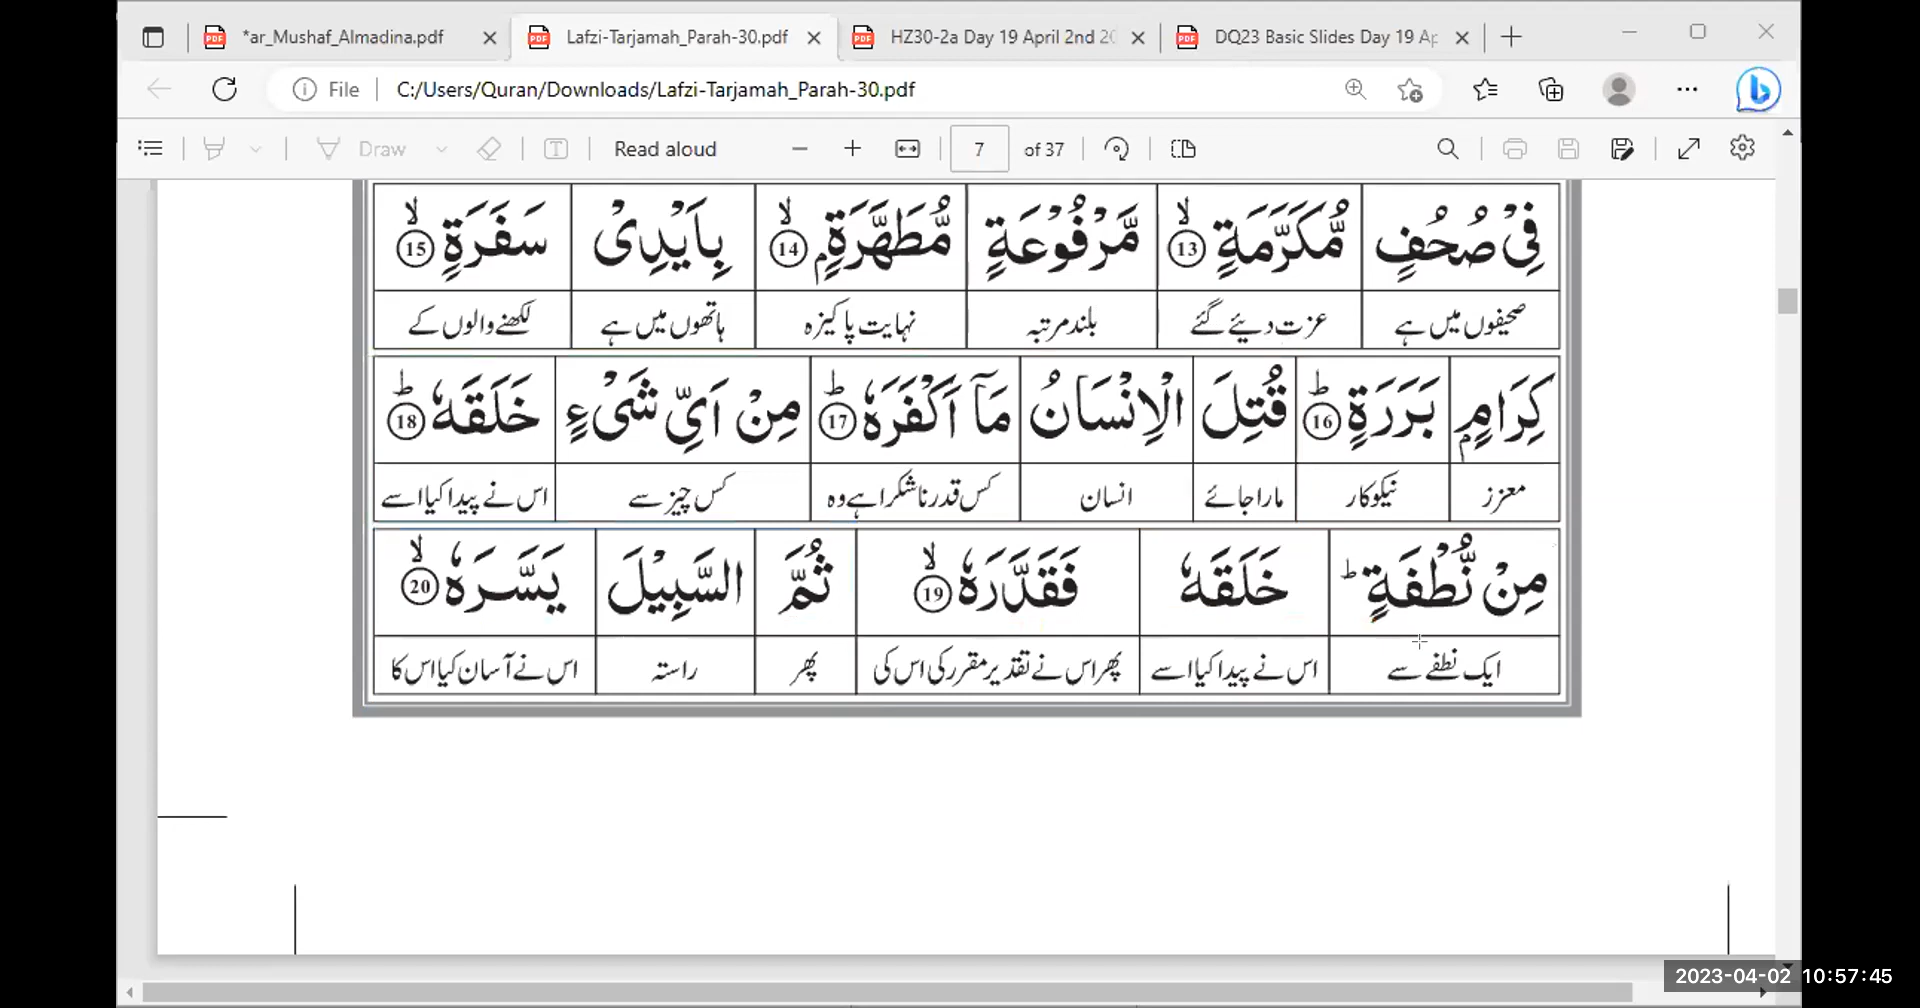 *ar_Mushaf_Almadina.pdf Lafzi-Tarjamah_Parah-30.pdf HZ30-2a Day 19 April 2nd 20 DQ23 Basic Slides Day 19 Ap
File C:/Users/Quran/Downloads/Lafzi-Tarjamah_Parah-30.pdf
Draw Read aloud 7 of 37
فِیْ صُحُفٍ مُّكَرَّمَةٍ ۙ13 مَّرْفُوْعَةٍ مُّطَهَّرَةٍۭ ۙ14 بِاَیْدِیْ سَفَرَةٍ ۙ15
صحیفوں میں ہے عزت دیئے گئے بلند مرتبہ نہایت پاکیزہ ہاتھوں میں ہے لکھنے والوں کے
كِرَامٍۭ بَرَرَةٍ ؕ16 قُتِلَ الْاِنْسَانُ مَاۤ اَكْفَرَهٗ ؕ17 مِنْ اَیِّ شَیْءٍ خَلَقَهٗ ؕ18
معزز نیکوکار مارا جائے انسان کس قدر ناشکرا ہے وہ کس چیز سے اس نے پیدا کیا اسے
مِنْ نُّطْفَةٍ ؕ خَلَقَهٗ فَقَدَّرَهٗ ۙ19 ثُمَّ السَّبِیْلَ یَسَّرَهٗ ۙ20
ایک نطفے سے اس نے پیدا کیا اسے پھر اس نے تقدیر مقرر کی اس کی پھر راستہ اس نے آسان کیا اس کا
2023-04-02 10:57:45